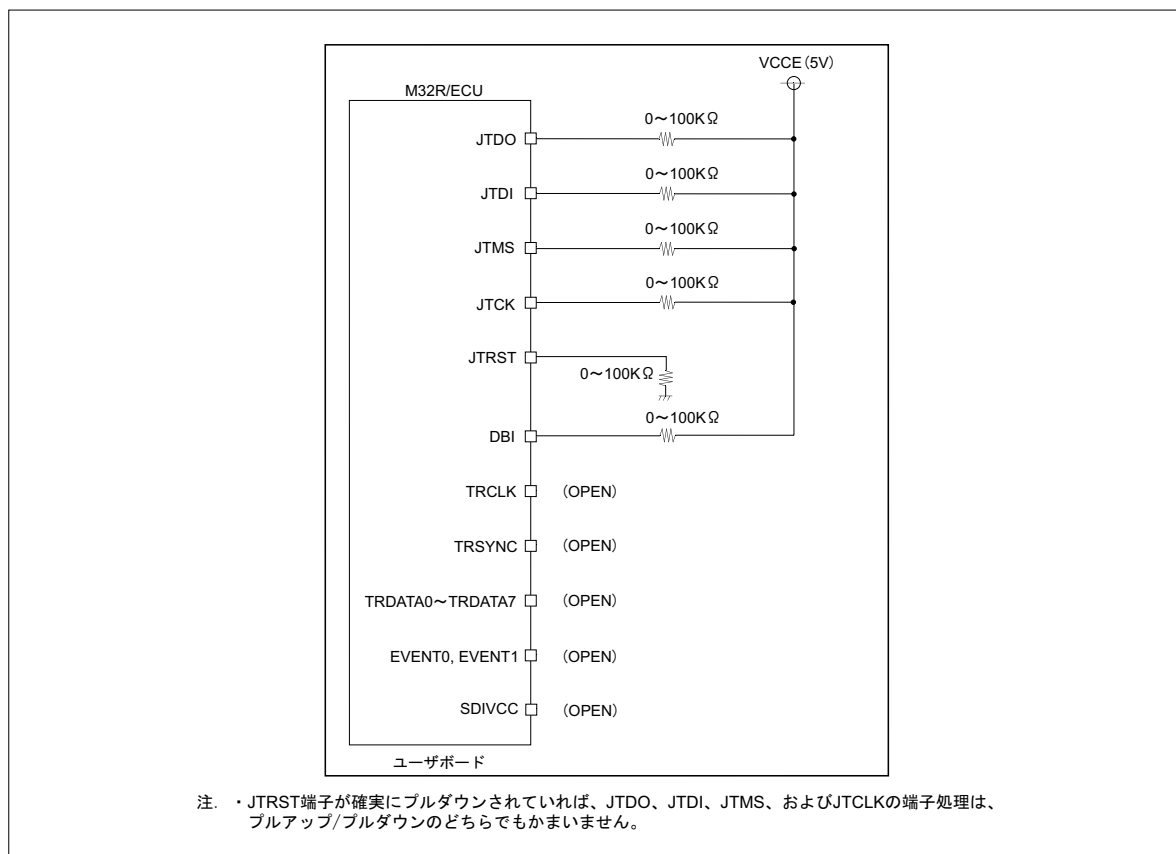 VCCE(5V)
M32R/ECU
0～100KΩ
JTDO
0～100KΩ
JTDI
0～100KΩ
JTMS
0～100KΩ
JTCK
JTRST
0～100KΩ
0～100KΩ
DBI
TRCLK (OPEN)
TRSYNC (OPEN)
TRDATA0～TRDATA7 (OPEN)
EVENT0, EVENT1 (OPEN)
SDIVCC (OPEN)
ユーザボード
注. ・JTRST端子が確実にプルダウンされていれば、JTDO、JTDI、JTMS、およびJTCLKの端子処理は、
プルアップ/プルダウンのどちらでもかまいません。